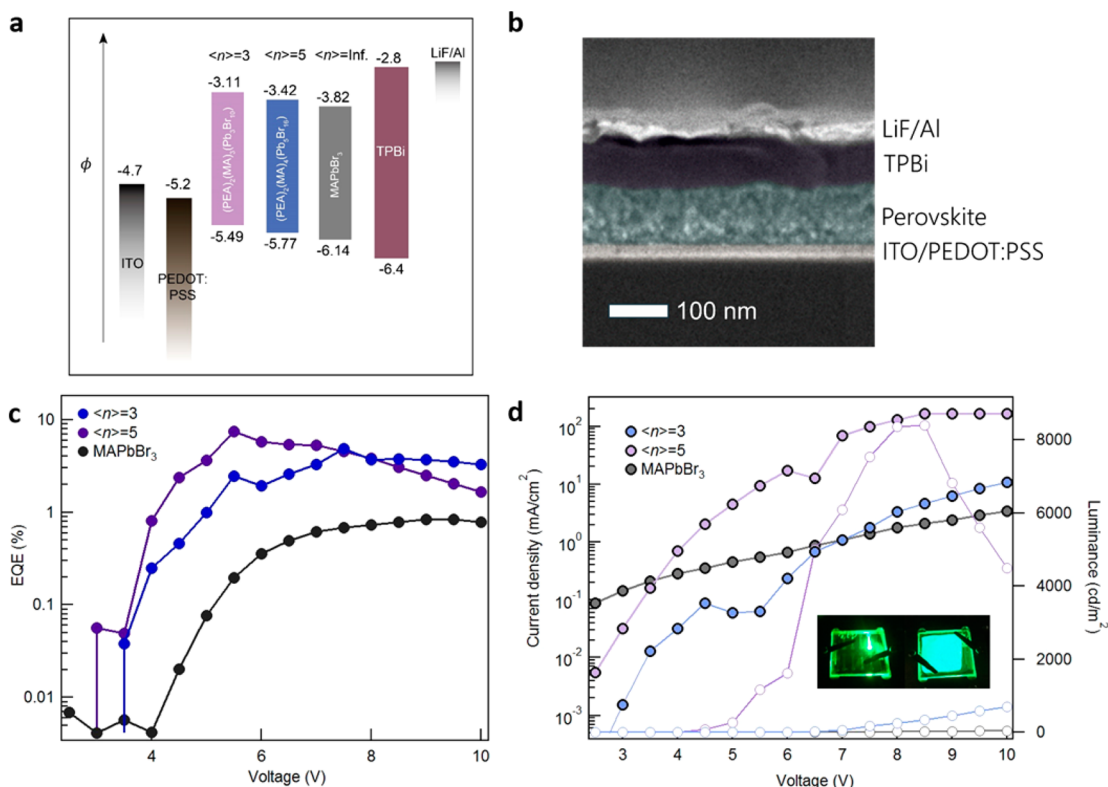 a
<n>=3
<n>=5
<n>=Inf.
-2.8
LiF/Al
-3.11
-3.42
-3.82
ϕ
(PEA)2(MA)2(Pb3Br10)
(PEA)2(MA)4(Pb5Br16)
MAPbBr3
TPBi
-4.7
-5.2
-5.49
-5.77
-6.14
-6.4
ITO
PEDOT:
PSS
b
LiF/Al
TPBi
Perovskite
ITO/PEDOT:PSS
100 nm
c
<n>=3
<n>=5
MAPbBr3
EQE (%)
10
1
0.1
0.01
4
6
8
10
Voltage (V)
d
<n>=3
<n>=5
MAPbBr3
Current density (mA/cm2)
10^2
10^1
10^0
10^-1
10^-2
10^-3
3
4
5
6
7
8
9
10
Voltage (V)
8000
6000
4000
2000
0
Luminance (cd/m2)